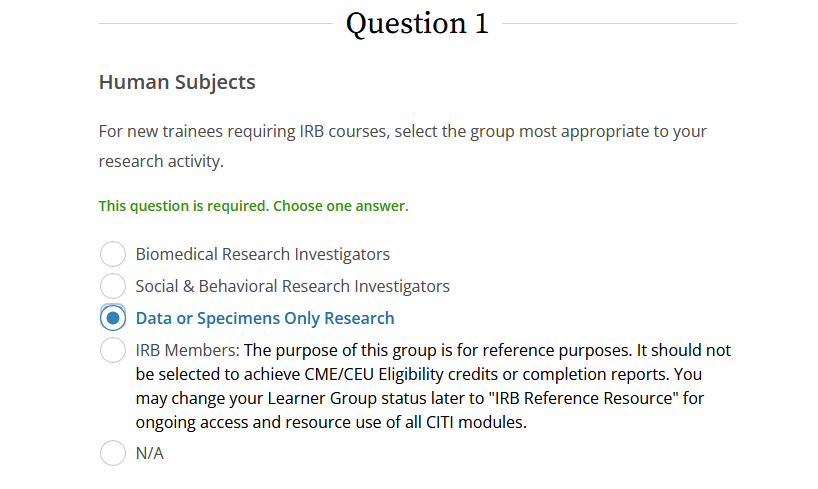 Question 1
Human Subjects
For new trainees requiring IRB courses, select the group most appropriate to your
research activity.
This question is required. Choose one answer.
Biomedical Research Investigators
Social & Behavioral Research Investigators
Data or Specimens Only Research
IRB Members: The purpose of this group is for reference purposes. It should not
be selected to achieve CME/CEU Eligibility credits or completion reports. You
may change your Learner Group status later to "IRB Reference Resource" for
ongoing access and resource use of all CITI modules.
N/A